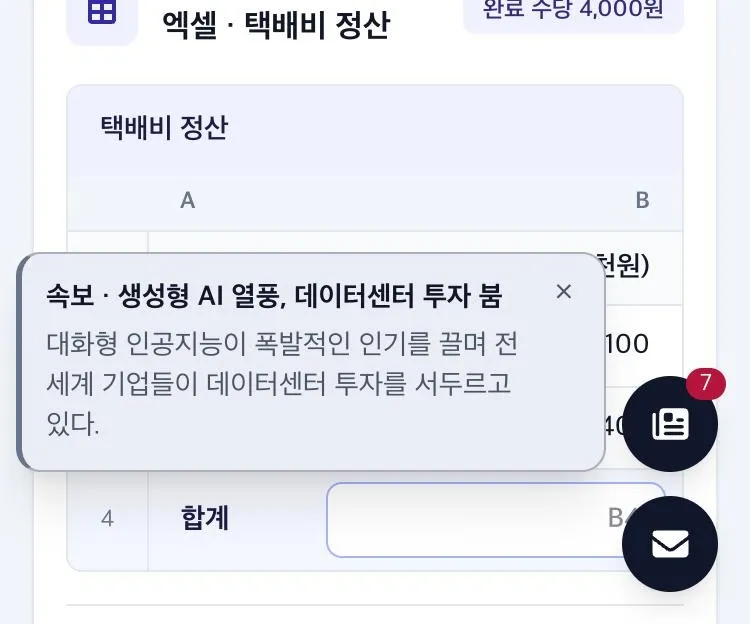 엑셀 · 택배비 정산
완료 수당 4,000원
택배비 정산
A B
천원)
속보 · 생성형 AI 열풍, 데이터센터 투자 붐
대화형 인공지능이 폭발적인 인기를 끌며 전
세계 기업들이 데이터센터 투자를 서두르고
있다.
100
7
4 합계